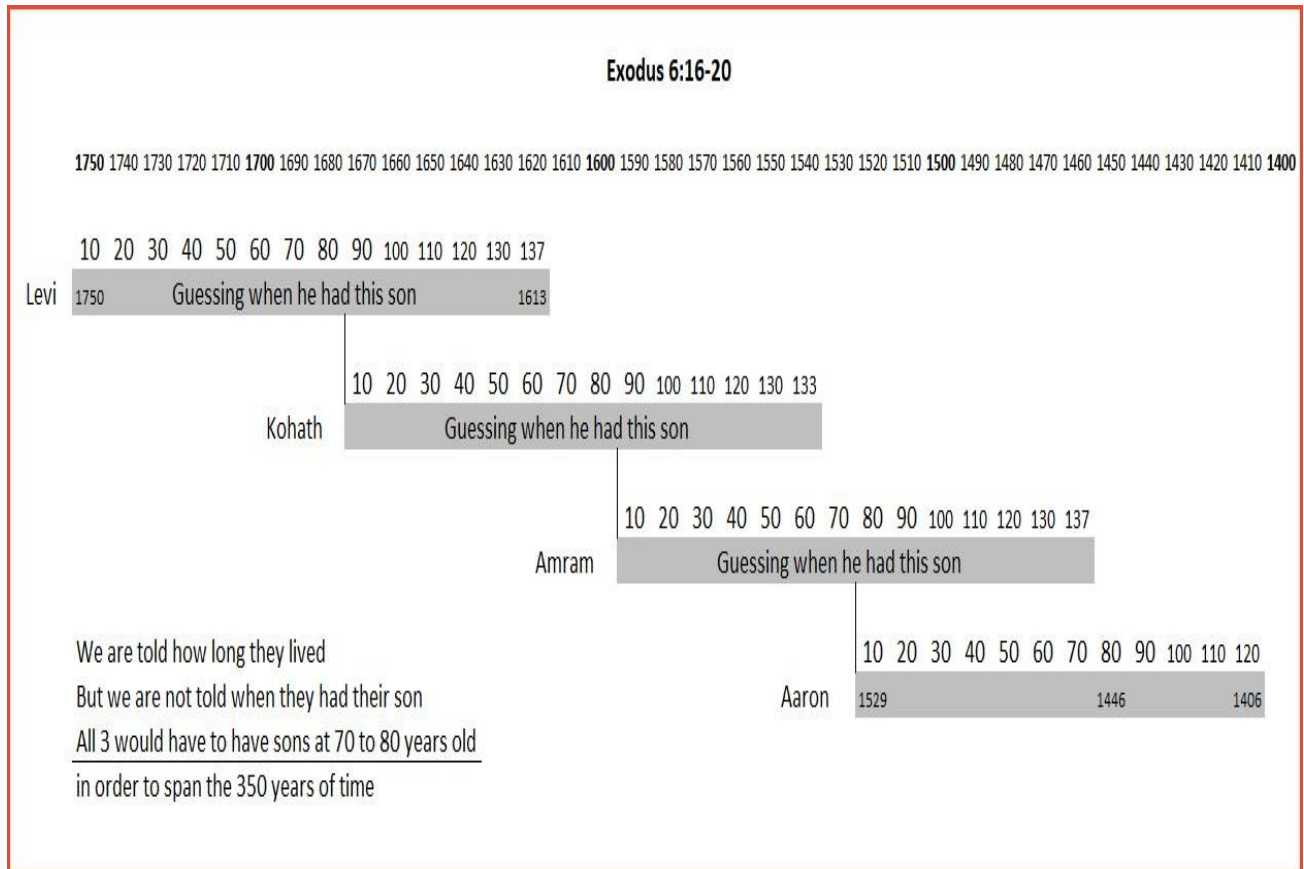 Exodus 6:16-20
1750 1740 1730 1720 1710 1700 1690 1680 1670 1660 1650 1640 1630 1620 1610 1600 1590 1580 1570 1560 1550 1540 1530 1520 1510 1500 1490 1480 1470 1460 1450 1440 1430 1420 1410 1400
10 20 30 40 50 60 70 80 90 100 110 120 130 137
Levi 1750 Guessing when he had this son 1613
10 20 30 40 50 60 70 80 90 100 110 120 130 133
Kohath Guessing when he had this son
10 20 30 40 50 60 70 80 90 100 110 120 130 137
Amram Guessing when he had this son
10 20 30 40 50 60 70 80 90 100 110 120
Aaron 1529 1446 1406
We are told how long they lived
But we are not told when they had their son
All 3 would have to have sons at 70 to 80 years old
in order to span the 350 years of time